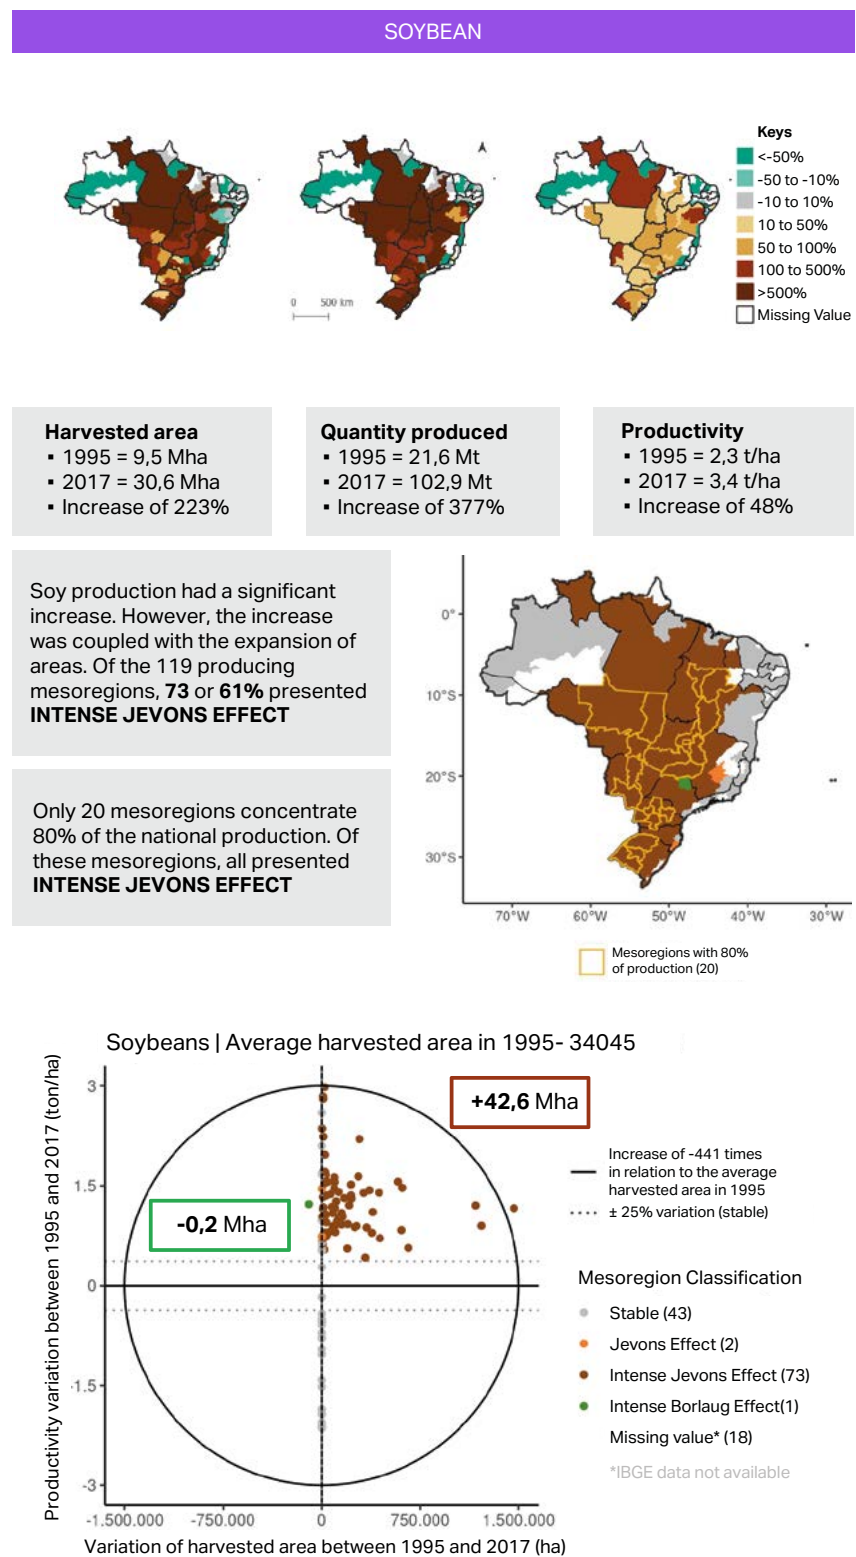 SOYBEAN
Keys
<-50%
-50 to -10%
-10 to 10%
10 to 50%
50 to 100%
100 to 500%
>500%
Missing Value
0 500 km
Harvested area
▪ 1995 = 9,5 Mha
▪ 2017 = 30,6 Mha
▪ Increase of 223%
Quantity produced
▪ 1995 = 21,6 Mt
▪ 2017 = 102,9 Mt
▪ Increase of 377%
Productivity
▪ 1995 = 2,3 t/ha
▪ 2017 = 3,4 t/ha
▪ Increase of 48%
Soy production had a significant
increase. However, the increase
was coupled with the expansion of
areas. Of the 119 producing
mesoregions, 73 or 61% presented
INTENSE JEVONS EFFECT
Only 20 mesoregions concentrate
80% of the national production. Of
these mesoregions, all presented
INTENSE JEVONS EFFECT
0°
10°S
20°S
30°S
70°W 60°W 50°W 40°W 30°W
Mesoregions with 80%
of production (20)
Soybeans | Average harvested area in 1995- 34045
Productivity variation between 1995 and 2017 (ton/ha)
3
1.5
0
-1.5
-3
+42,6 Mha
-0,2 Mha
-1.500.000 -750.000 0 750.000 1.500.000
Variation of harvested area between 1995 and 2017 (ha)
Increase of -441 times
in relation to the average
harvested area in 1995
± 25% variation (stable)
Mesoregion Classification
Stable (43)
Jevons Effect (2)
Intense Jevons Effect (73)
Intense Borlaug Effect(1)
Missing value* (18)
*IBGE data not available